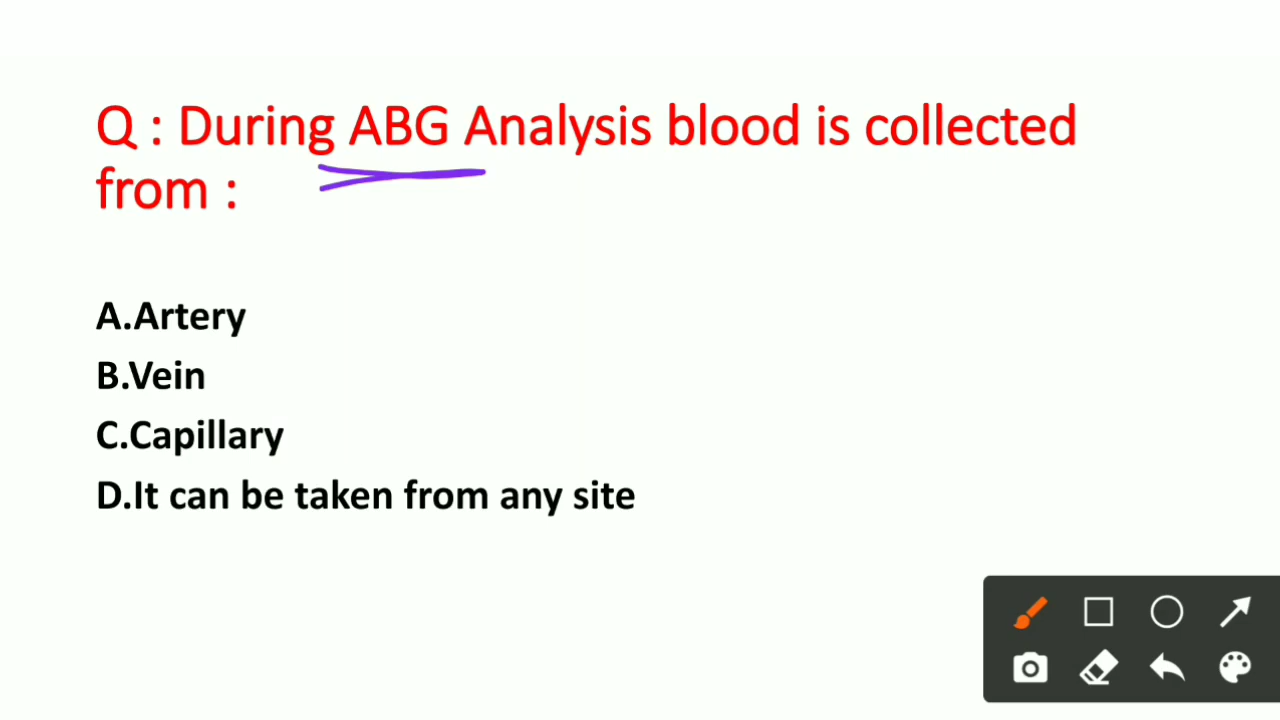 Q : During ABG Analysis blood is collected
from :
A.Artery
B.Vein
C.Capillary
D.It can be taken from any site